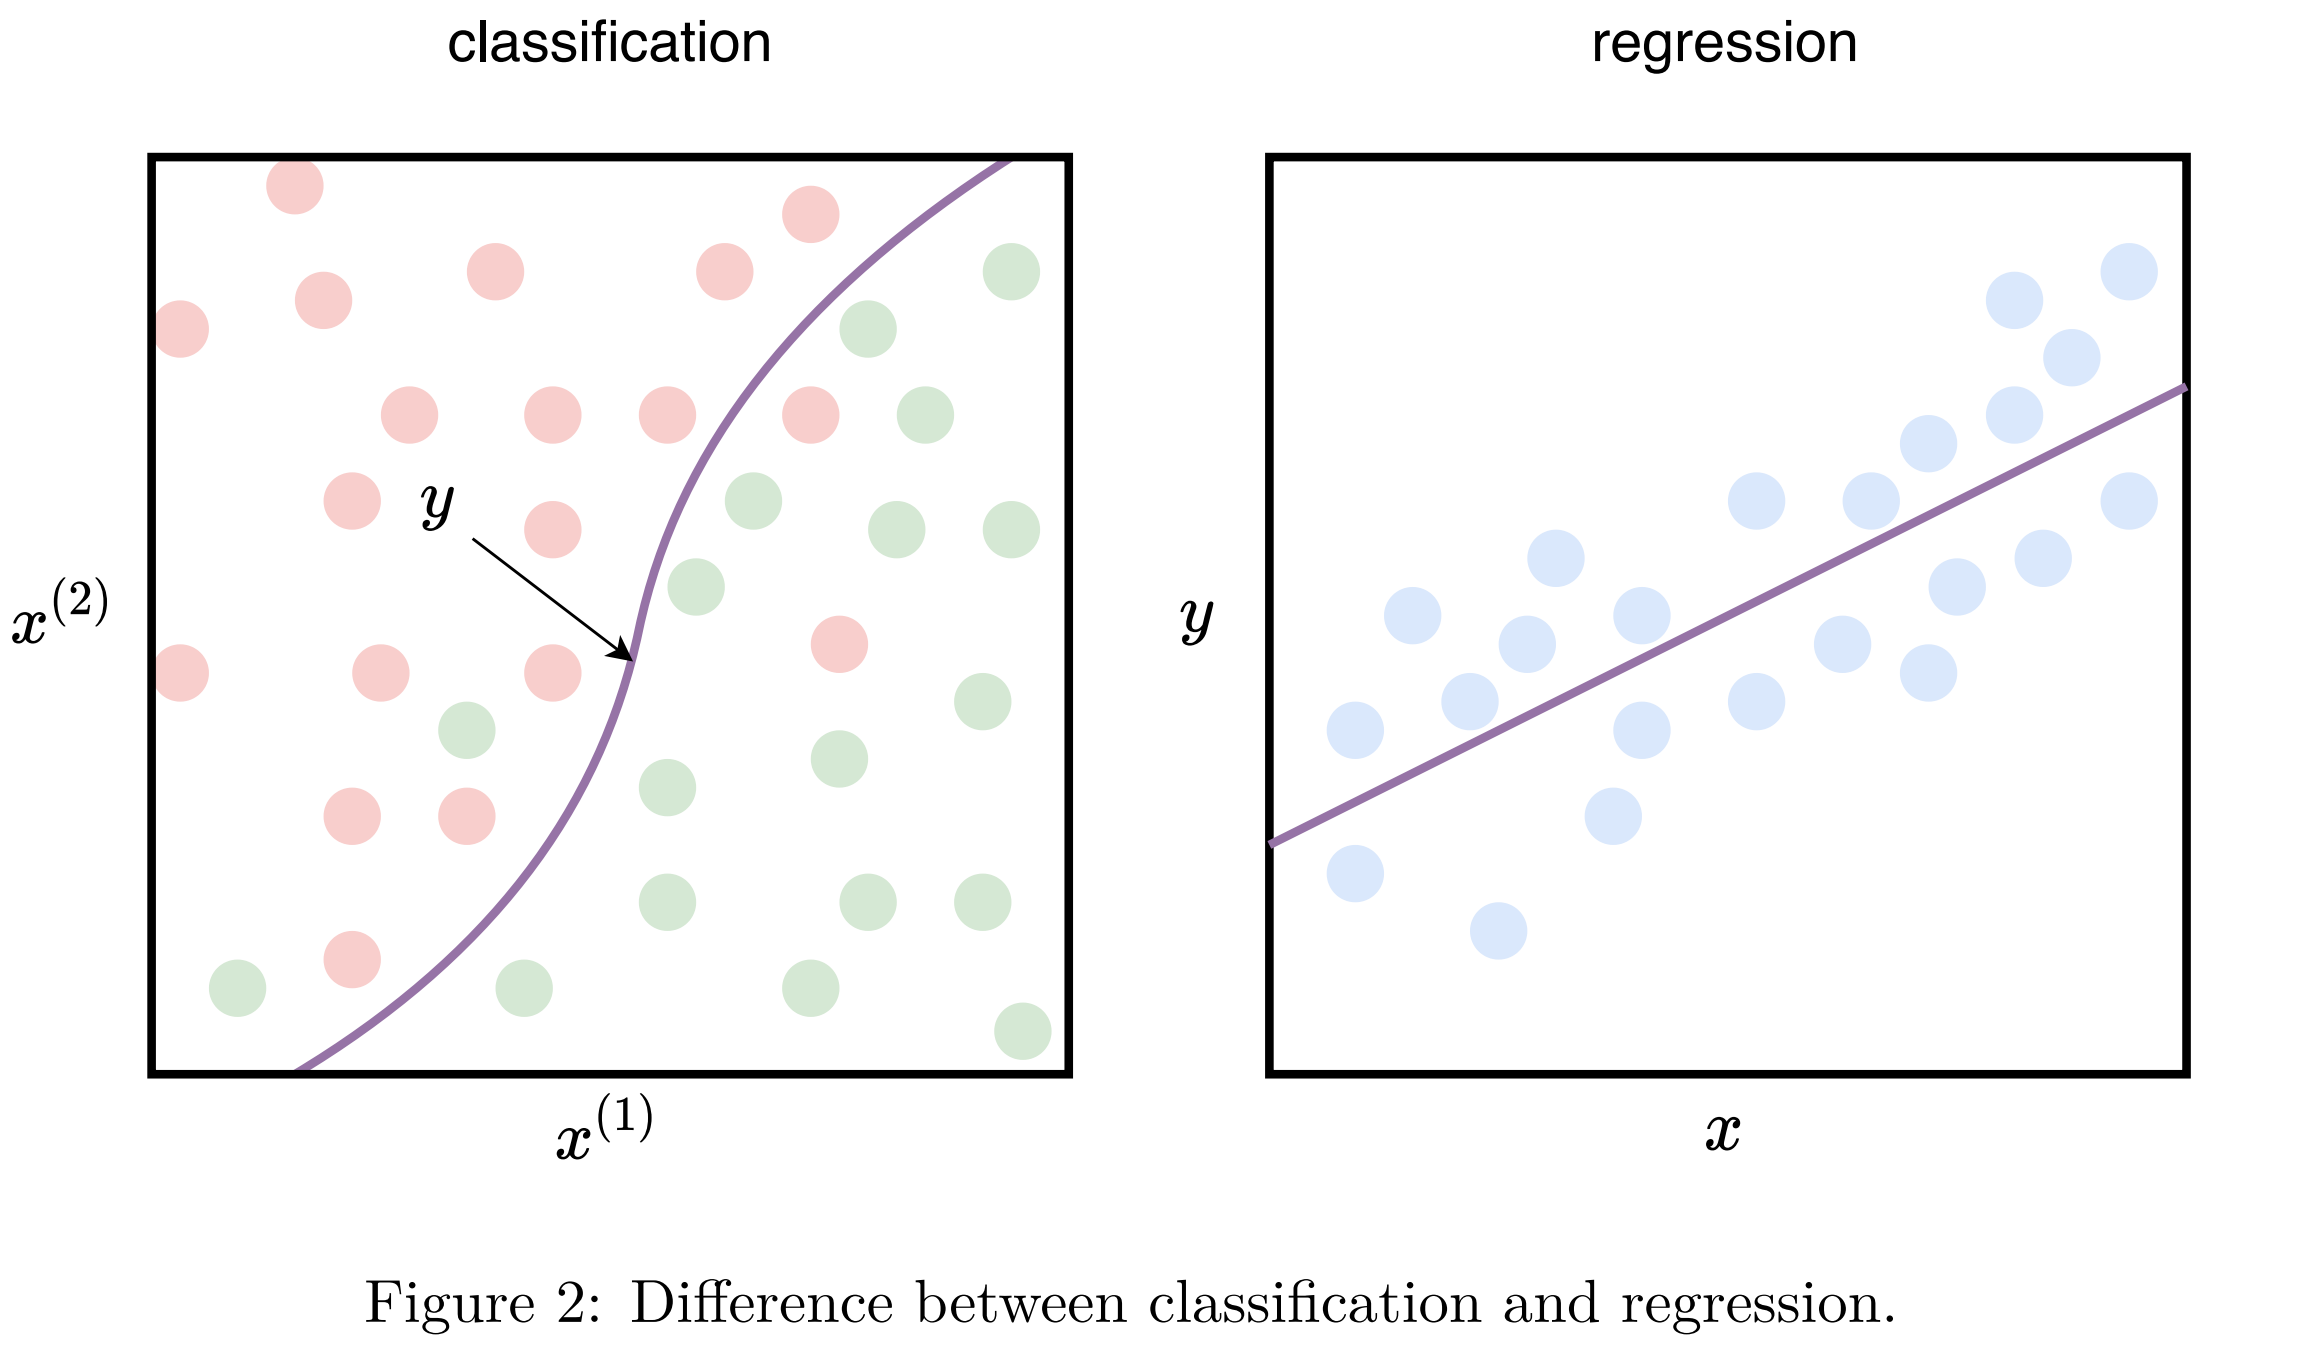 classification
regression
y
x^(2)
y
x^(1)
x
Figure 2: Difference between classification and regression.